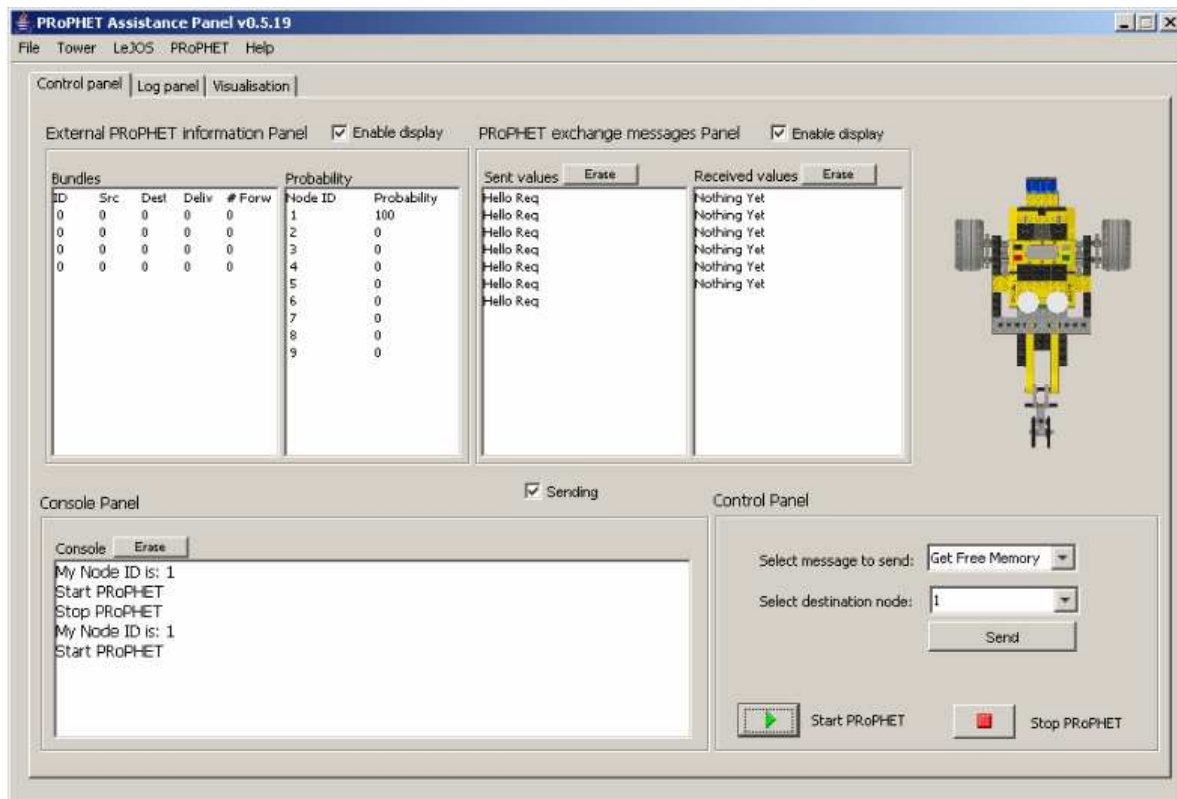 PRoPHET Assistance Panel v0.5.19
File Tower LeJOS PRoPHET Help
Control panel Log panel Visualisation
External PRoPHET information Panel Enable display
PRoPHET exchange messages Panel Enable display
Bundles
ID Src Dest Deliv # Forw
0 0 0 0 0
0 0 0 0 0
0 0 0 0 0
0 0 0 0 0
Probability
Node ID Probability
1 100
2 0
3 0
4 0
5 0
6 0
7 0
8 0
9 0
Sent values Erase
Hello Req
Hello Req
Hello Req
Hello Req
Hello Req
Hello Req
Hello Req
Received values Erase
Nothing Yet
Nothing Yet
Nothing Yet
Nothing Yet
Nothing Yet
Nothing Yet
Sending
Console Panel
Console Erase
My Node ID is: 1
Start PRoPHET
Stop PRoPHET
My Node ID is: 1
Start PRoPHET
Control Panel
Select message to send: Get Free Memory
Select destination node: 1
Send
Start PRoPHET
Stop PRoPHET